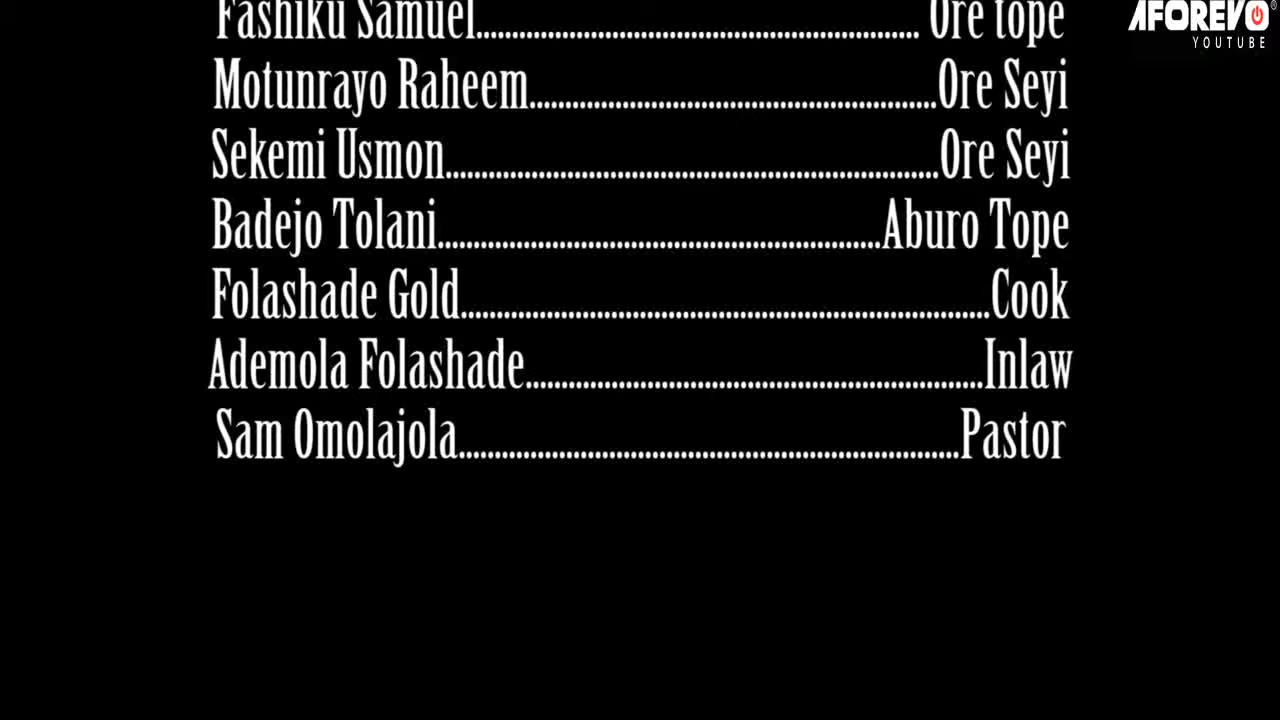 AFOREVO
YOUTUBE
Fashiku Samuel........................................................ Ore tope
Motunrayo Raheem.........................................................Ore Seyi
Sekemi Usmon.....................................................................Ore Seyi
Badejo Tolani..............................................................Aburo Tope
Folashade Gold..........................................................................Cook
Ademola Folashade................................................................Inlaw
Sam Omolajola......................................................................Pastor